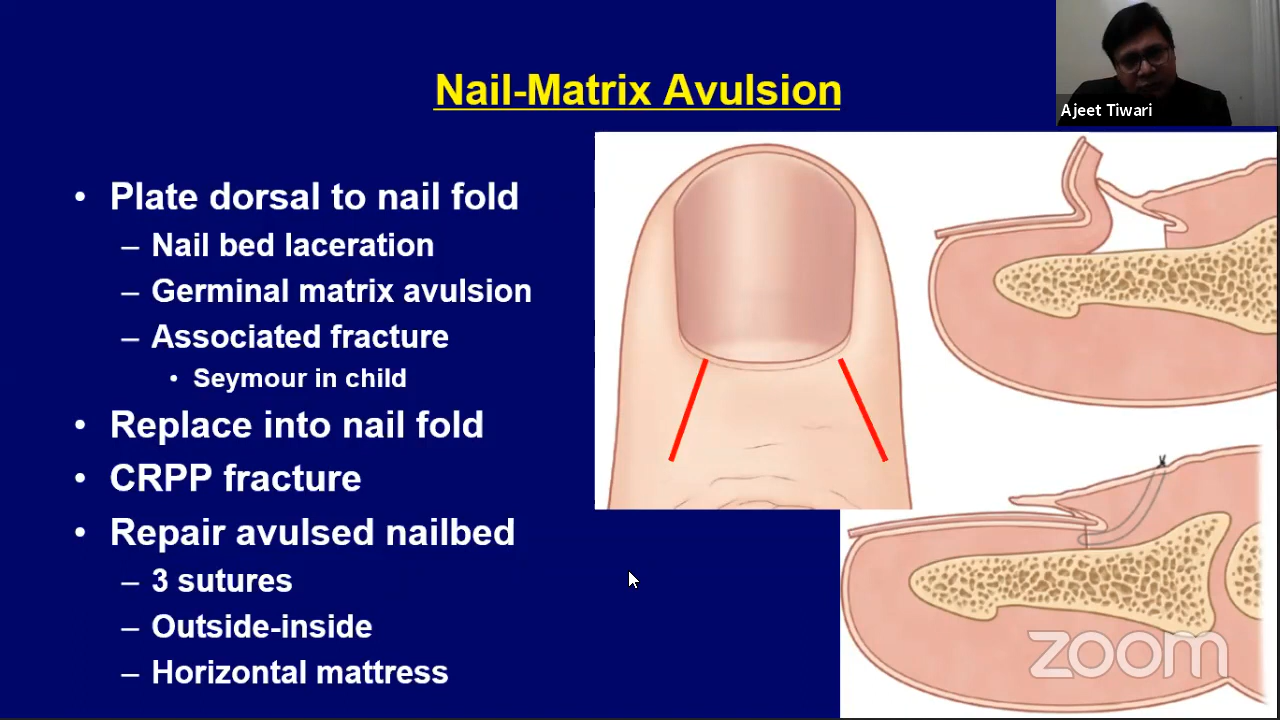 Nail-Matrix Avulsion
Ajeet Tiwari
• Plate dorsal to nail fold
– Nail bed laceration
– Germinal matrix avulsion
– Associated fracture
• Seymour in child
• Replace into nail fold
• CRPP fracture
• Repair avulsed nailbed
– 3 sutures
– Outside-inside
– Horizontal mattress
zoom